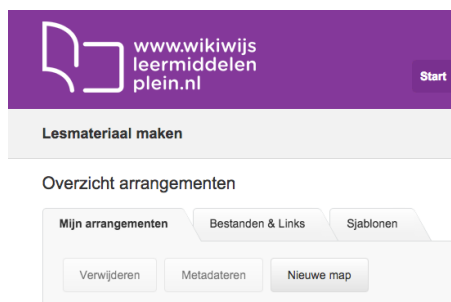 www.wikiwijs
leermiddelen
plein.nl
Start
Lesmateriaal maken
Overzicht arrangementen
Mijn arrangementen Bestanden & Links Sjablonen
Verwijderen Metadateren Nieuwe map